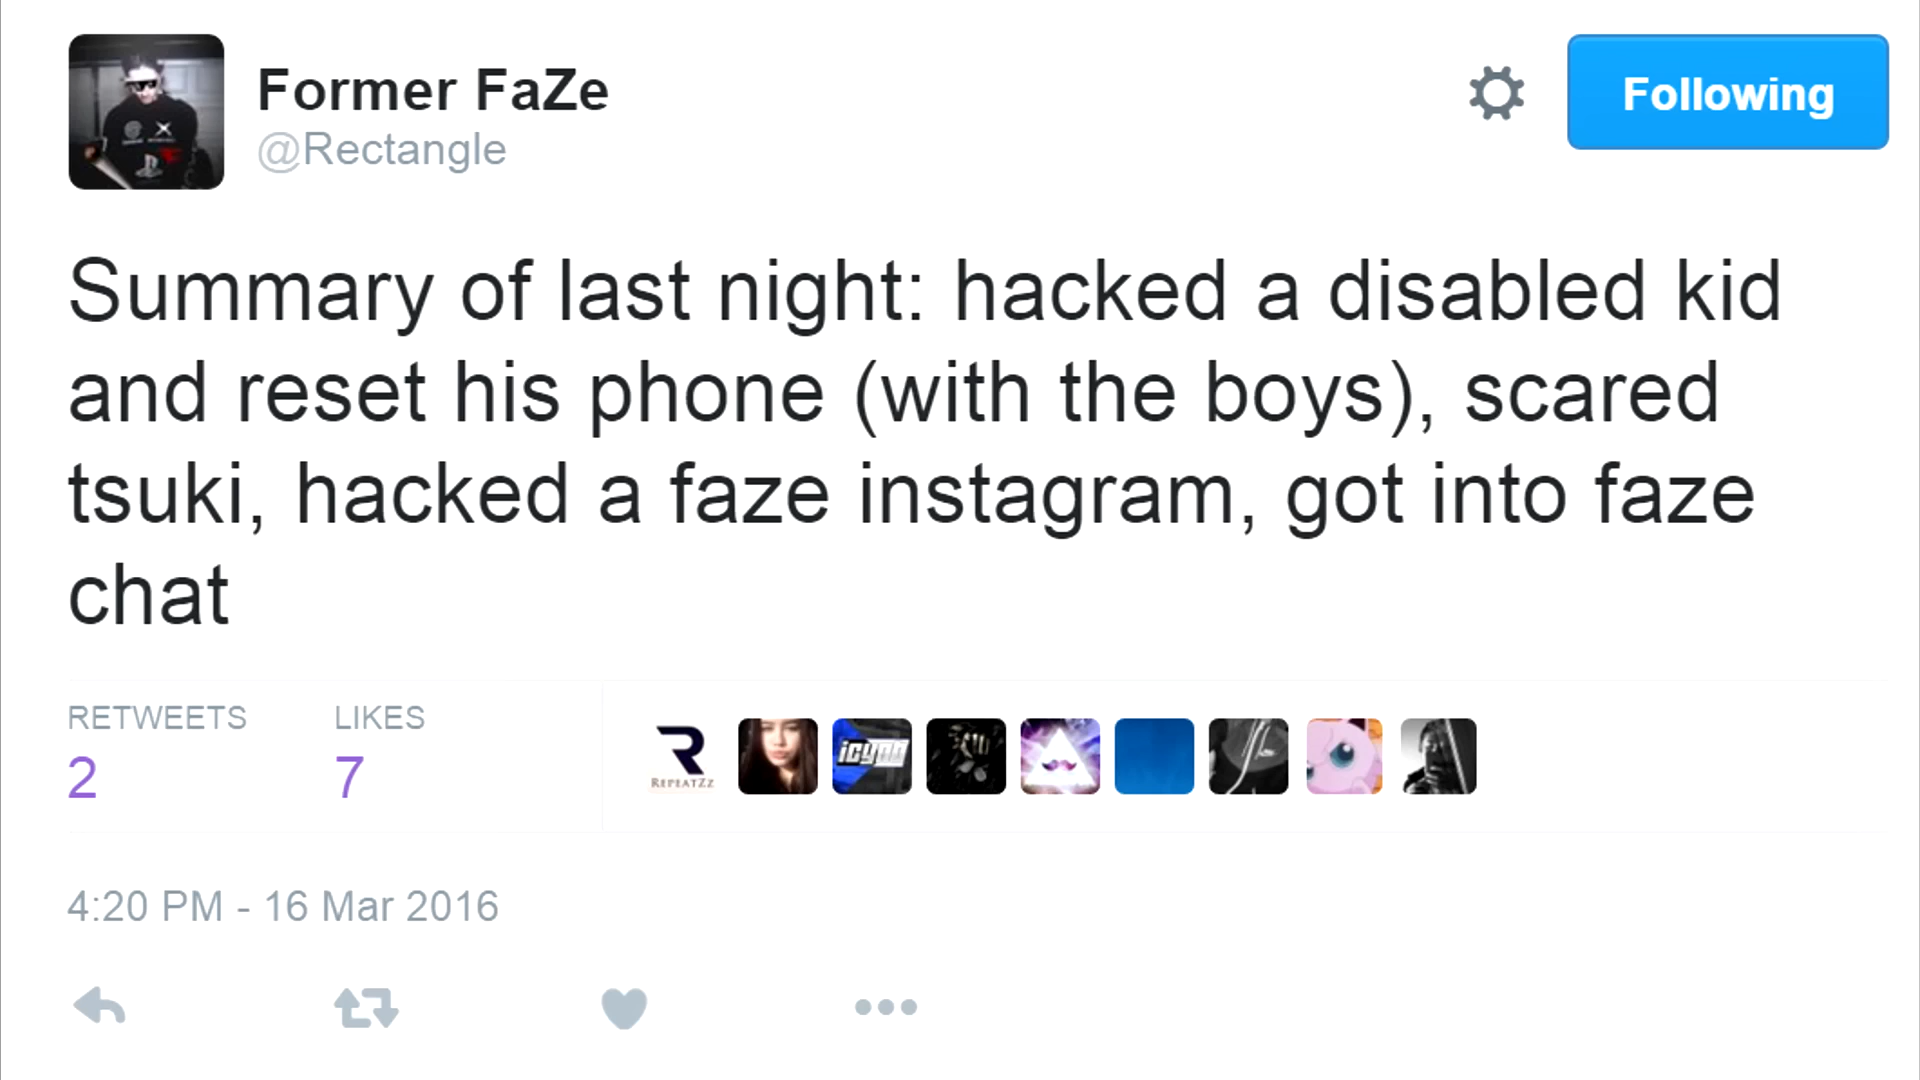 Former FaZe
@Rectangle
Following
Summary of last night: hacked a disabled kid
and reset his phone (with the boys), scared
tsuki, hacked a faze instagram, got into faze
chat
RETWEETS
2
LIKES
7
REPEATZZ
4:20 PM - 16 Mar 2016